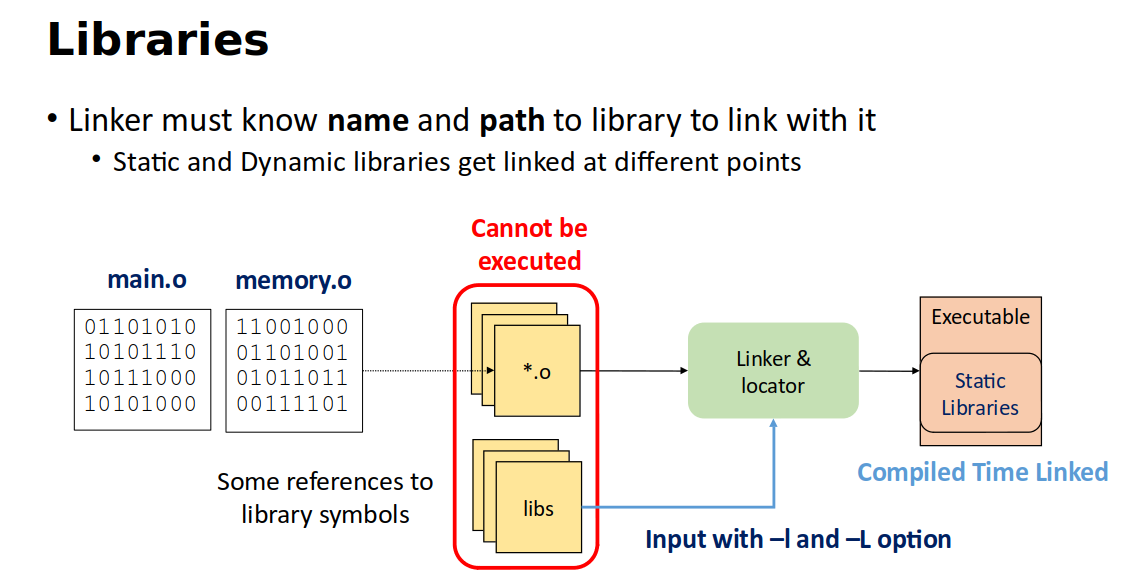 Libraries
• Linker must know name and path to library to link with it
• Static and Dynamic libraries get linked at different points
Cannot be
executed
main.o
memory.o
01101010
10101110
10111000
10101000
11001000
01101001
01011011
00111101
*.o
Linker &
locator
Executable
Static
Libraries
Compiled Time Linked
Some references to
library symbols
libs
Input with –l and –L option